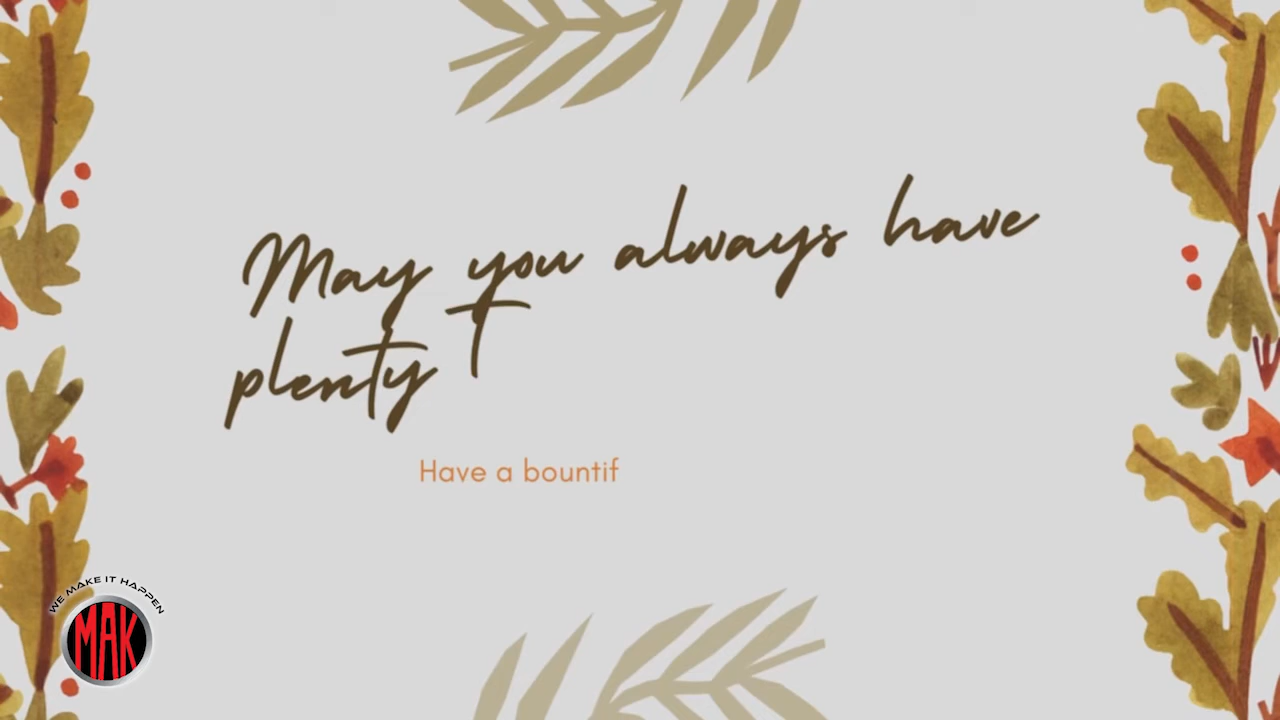 May you always have
plenty T
Have a bountif
WE MAKE IT HAPPEN
MAK